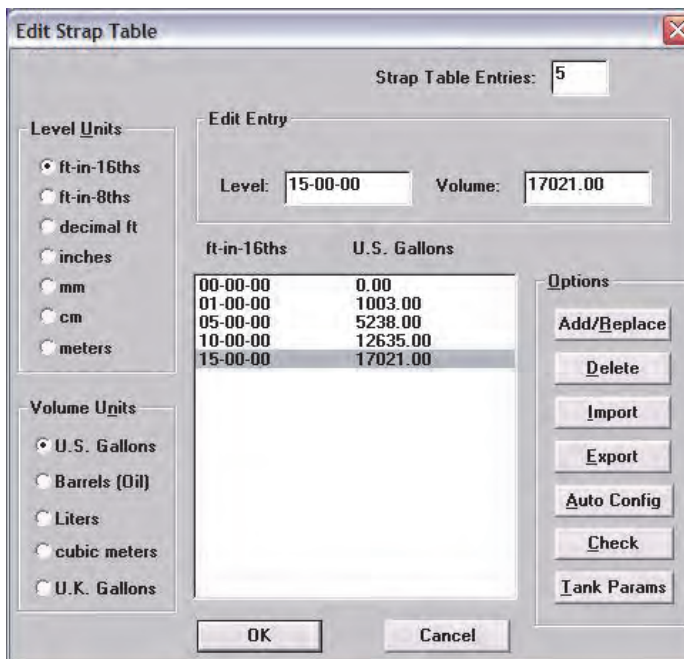 Edit Strap Table
Strap Table Entries: 5
Level Units
ft-in-16ths
ft-in-8ths
decimal ft
inches
mm
cm
meters
Edit Entry
Level: 15-00-00 Volume: 17021.00
ft-in-16ths U.S. Gallons
00-00-00 0.00
01-00-00 1003.00
05-00-00 5238.00
10-00-00 12635.00
15-00-00 17021.00
Options
Add/Replace
Delete
Import
Export
Auto Config
Check
Tank Params
Volume Units
U.S. Gallons
Barrels (Oil)
Liters
cubic meters
U.K. Gallons
OK Cancel